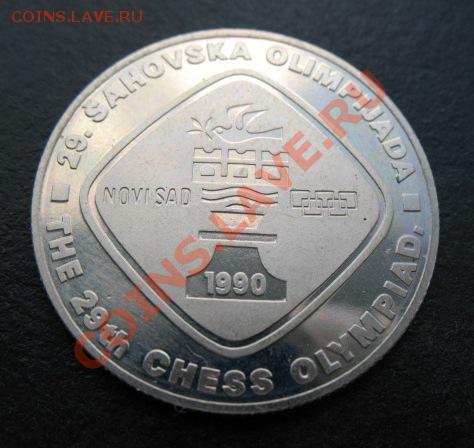 COINS.LAVE.RU
29. ŠAHOVSKA OLIMPIJADA
NOVI SAD
1990
THE 29th CHESS OLYMPIAD.
COINS.LAVE.RU